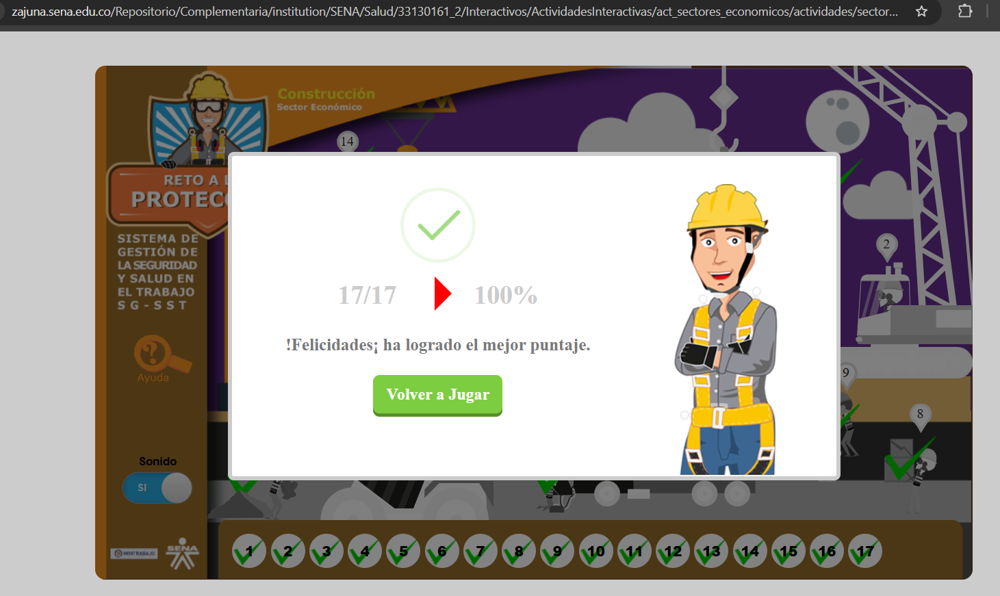 zajuna.sena.edu.co/Repositorio/Complementaria/institution/SENA/Salud/33130161_2/Interactivos/ActividadesInteractivas/act_sectores_economicos/actividades/sector...
Construcción
Sector Económico
14
RETO A L
PROTEC
SISTEMA DE
GESTIÓN DE
LA SEGURIDAD
Y SALUD EN
EL TRABAJO
SG-SST
Ayuda
Sonido
SI
MINTRABAJO
SENA
17/17
100%
!Felicidades¡ ha logrado el mejor puntaje.
Volver a Jugar
2
9
8
1 2 3 4 5 6 7 8 9 10 11 12 13 14 15 16 17